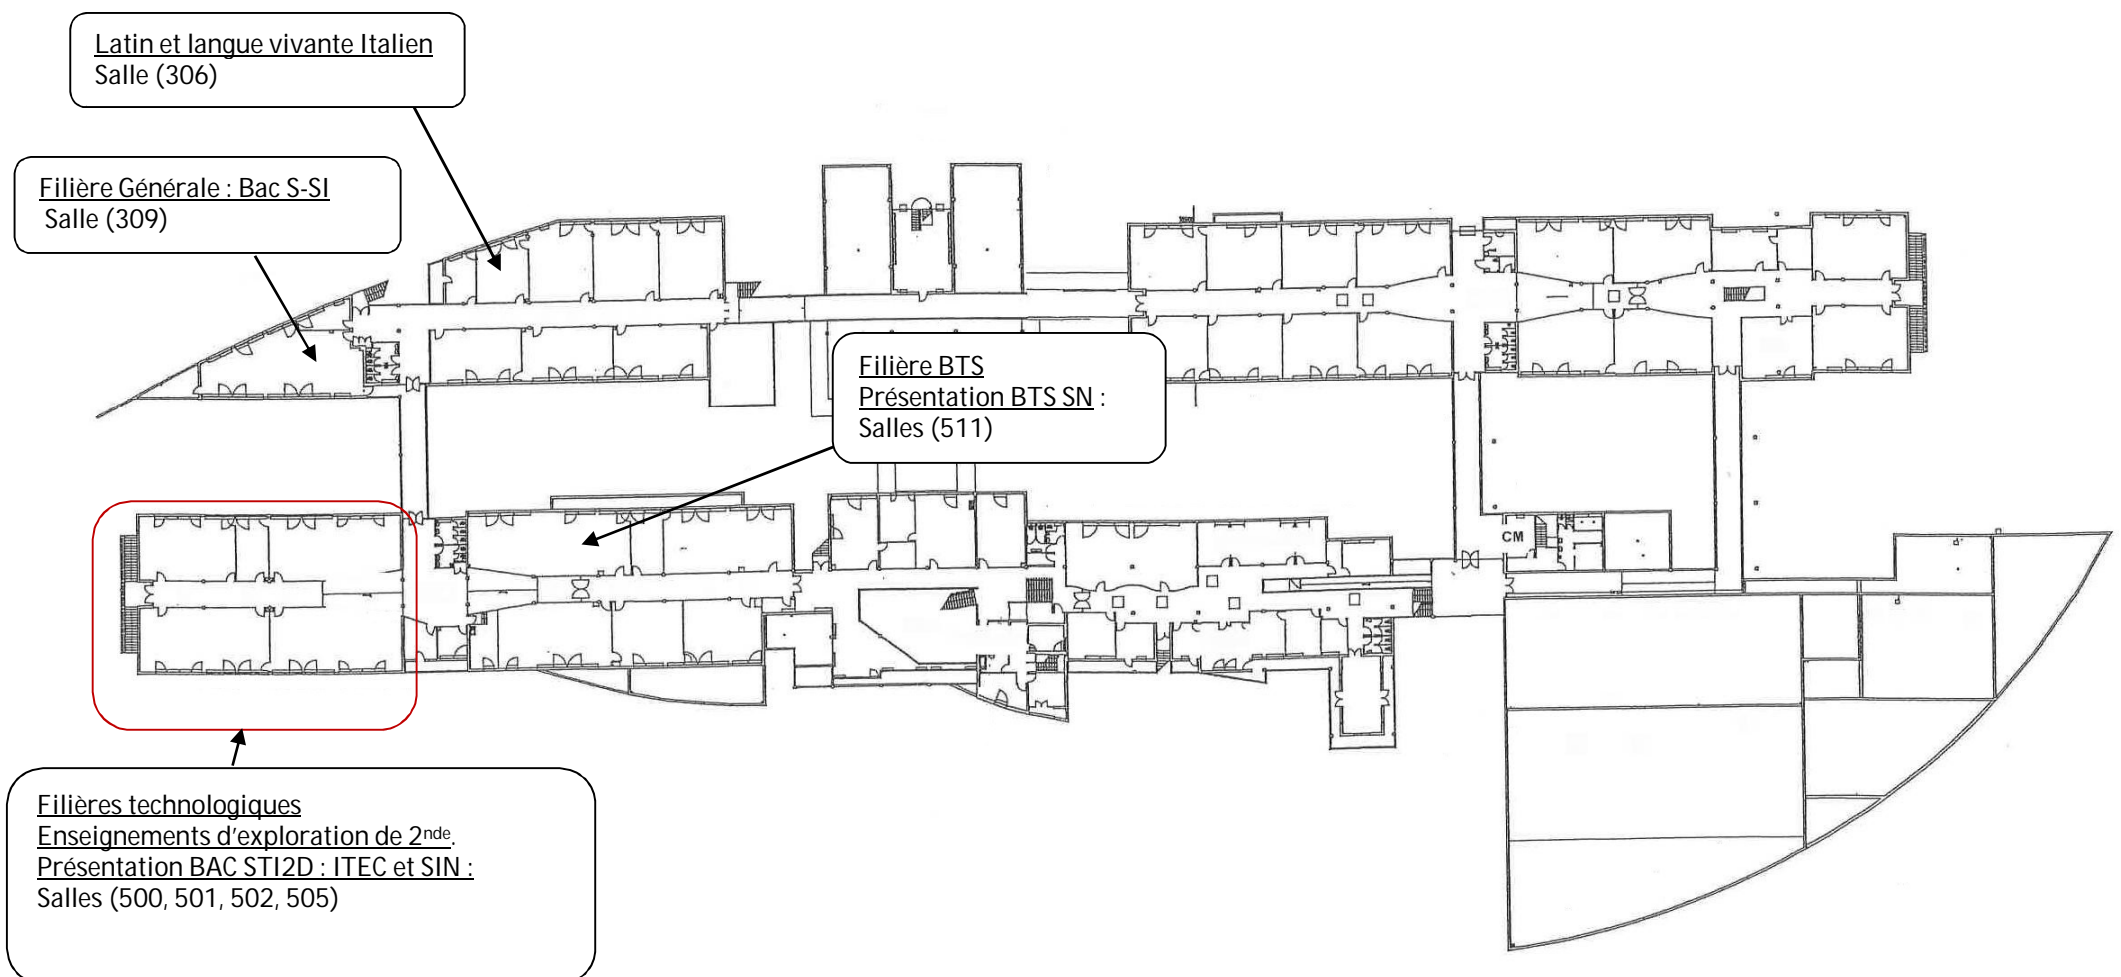 Latin et langue vivante Italien
Salle (306)
Filière Générale : Bac S-SI
Salle (309)
Filière BTS
Présentation BTS SN :
Salles (511)
CM
Filières technologiques
Enseignements d'exploration de 2nde.
Présentation BAC STI2D : ITEC et SIN :
Salles (500, 501, 502, 505)